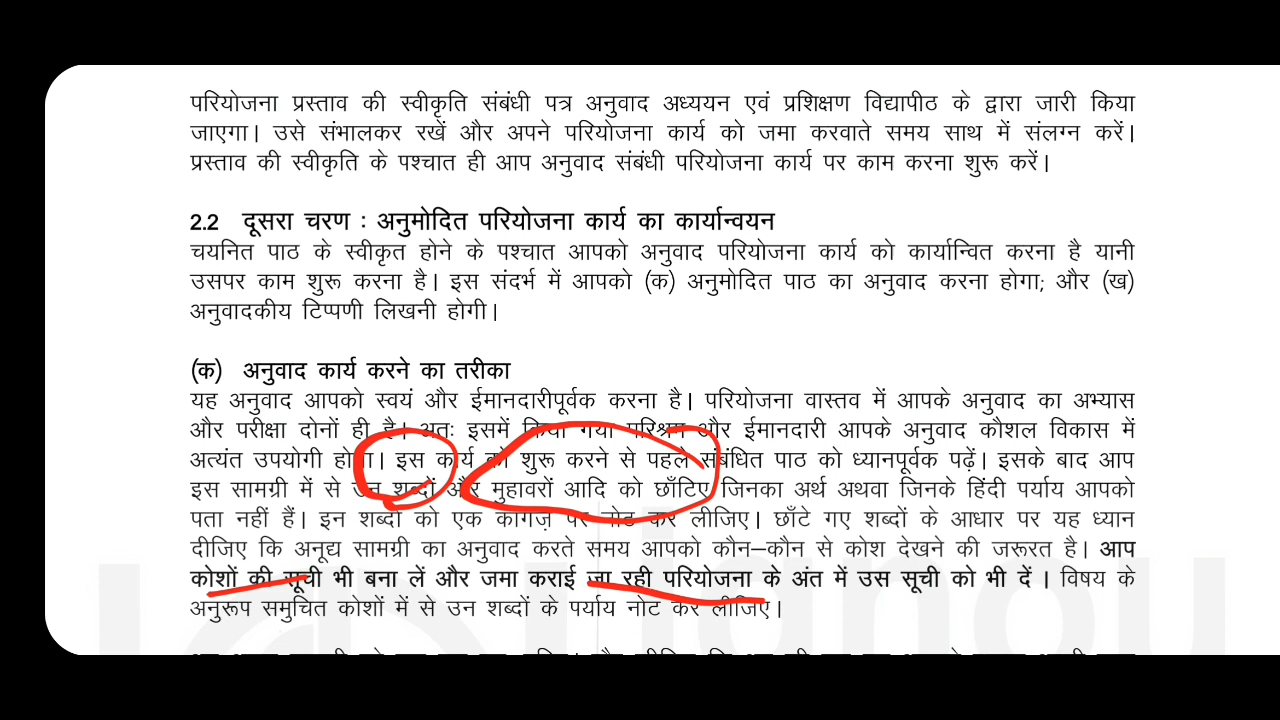 परियोजना प्रस्ताव की स्वीकृति संबंधी पत्र अनुवाद अध्ययन एवं प्रशिक्षण विद्यापीठ के द्वारा जारी किया
जाएगा। उसे संभालकर रखें और अपने परियोजना कार्य को जमा करवाते समय साथ में संलग्न करें।
प्रस्ताव की स्वीकृति के पश्चात ही आप अनुवाद संबंधी परियोजना कार्य पर काम करना शुरू करें।
2.2 दूसरा चरण : अनुमोदित परियोजना कार्य का कार्यान्वयन
चयनित पाठ के स्वीकृत होने के पश्चात आपको अनुवाद परियोजना कार्य को कार्यान्वित करना है यानी
उसपर काम शुरू करना है। इस संदर्भ में आपको (क) अनुमोदित पाठ का अनुवाद करना होगा; और (ख)
अनुवादकीय टिप्पणी लिखनी होगी।
(क) अनुवाद कार्य करने का तरीका
यह अनुवाद आपको स्वयं और ईमानदारीपूर्वक करना है। परियोजना वास्तव में आपके अनुवाद का अभ्यास
और परीक्षा दोनों ही है। अतः इसमें किया गया परिश्रम और ईमानदारी आपके अनुवाद कौशल विकास में
अत्यंत उपयोगी होगा। इस कार्य को शुरू करने से पहले संबंधित पाठ को ध्यानपूर्वक पढ़ें। इसके बाद आप
इस सामग्री में से उन शब्दों और मुहावरों आदि को छाँटिए जिनका अर्थ अथवा जिनके हिंदी पर्याय आपको
पता नहीं हैं। इन शब्दों को एक कागज़ पर नोट कर लीजिए। छाँटे गए शब्दों के आधार पर यह ध्यान
दीजिए कि अनूद्य सामग्री का अनुवाद करते समय आपको कौन–कौन से कोश देखने की जरूरत है। आप
कोशों की सूची भी बना लें और जमा कराई जा रही परियोजना के अंत में उस सूची को भी दें । विषय के
अनुरूप समुचित कोशों में से उन शब्दों के पर्याय नोट कर लीजिए।